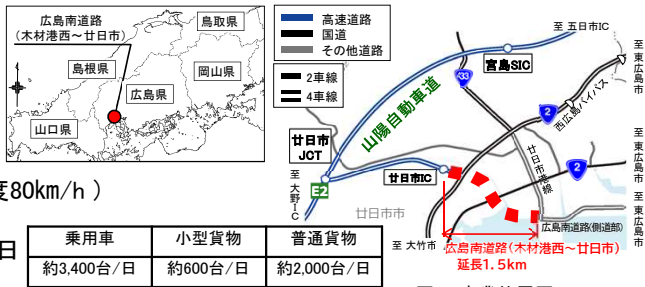 広島南道路
（木材港西～廿日市）
鳥取県
島根県
岡山県
広島県
山口県
高速道路
国道
その他道路
2車線
4車線
至 五日市IC
宮島SIC
433
至 東広島市
山陽自動車道
2
西広島バイパス
廿日市JCT
廿日市IC
廿日市港線
2
至 東広島市
至 大野IC
E2
廿日市市
至 東広島市
広島南道路(側道部)
至 大竹市
広島南道路(木材港西～廿日市)
延長1.5km
度80km/h ）
日
乗用車 小型貨物 普通貨物
約3,400台/日 約600台/日 約2,000台/日